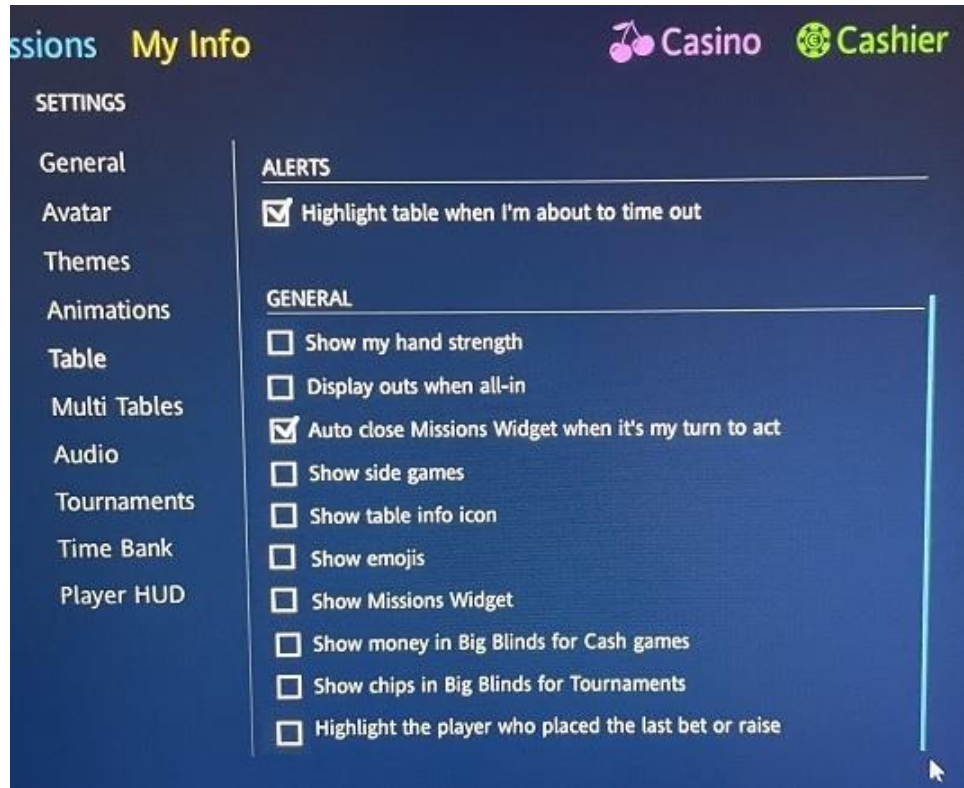 ssions My Info Casino Cashier
SETTINGS
General
Avatar
Themes
Animations
Table
Multi Tables
Audio
Tournaments
Time Bank
Player HUD
ALERTS
Highlight table when I'm about to time out
GENERAL
Show my hand strength
Display outs when all-in
Auto close Missions Widget when it's my turn to act
Show side games
Show table info icon
Show emojis
Show Missions Widget
Show money in Big Blinds for Cash games
Show chips in Big Blinds for Tournaments
Highlight the player who placed the last bet or raise